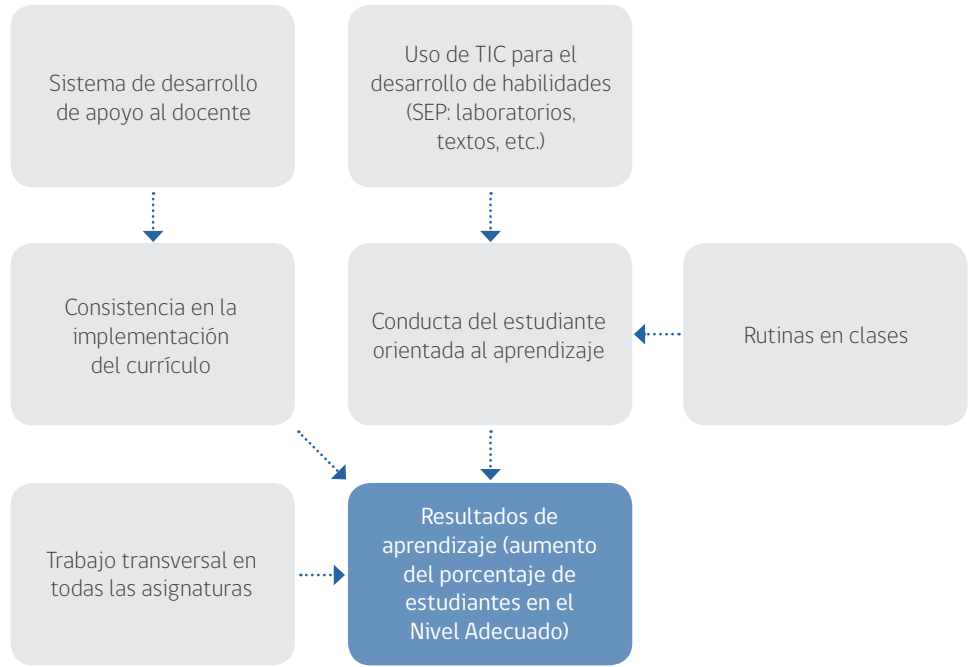 Sistema de desarrollo
de apoyo al docente
Uso de TIC para el
desarrollo de habilidades
(SEP: laboratorios,
textos, etc.)
Consistencia en la
implementación
del currículo
Conducta del estudiante
orientada al aprendizaje
Rutinas en clases
Trabajo transversal en
todas las asignaturas
Resultados de
aprendizaje (aumento
del porcentaje de
estudiantes en el
Nivel Adecuado)